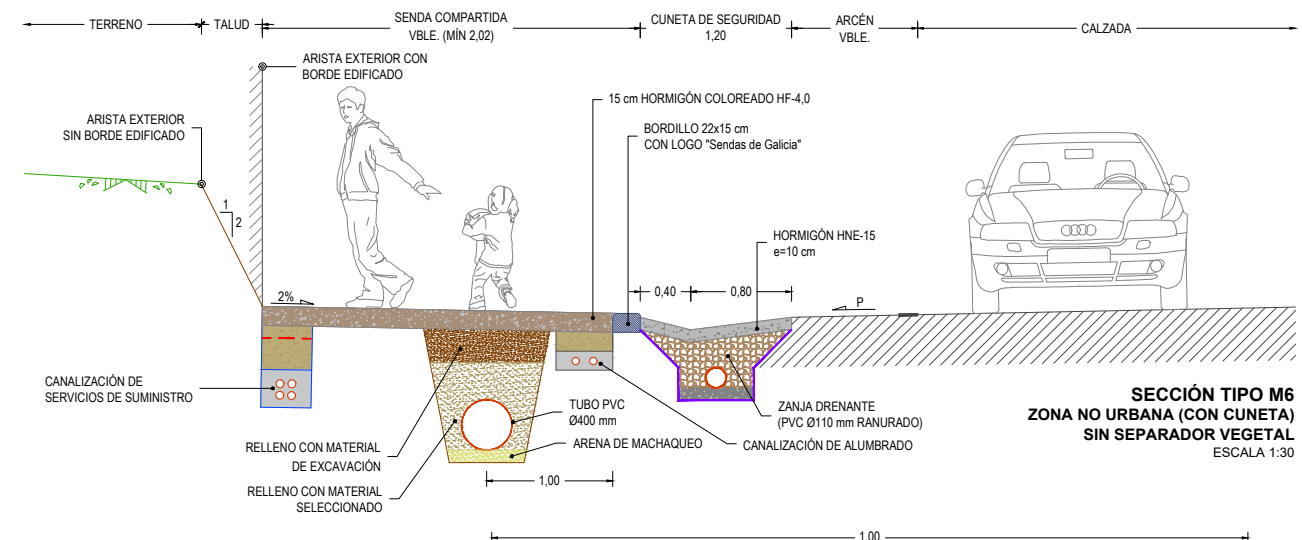 TERRENO
TALUD
SENDA COMPARTIDA
VBLE. (MÍN 2,02)
CUNETA DE SEGURIDAD
1,20
ARCÉN
VBLE.
CALZADA
ARISTA EXTERIOR CON
BORDE EDIFICADO
ARISTA EXTERIOR
SIN BORDE EDIFICADO
15 cm HORMIGÓN COLOREADO HF-4,0
BORDILLO 22x15 cm
CON LOGO "Sendas de Galicia"
1
2
HORMIGÓN HNE-15
e=10 cm
2%
0,40
0,80
P
CANALIZACIÓN DE
SERVICIOS DE SUMINISTRO
TUBO PVC
Ø400 mm
ZANJA DRENANTE
(PVC Ø110 mm RANURADO)
ARENA DE MACHAQUEO
CANALIZACIÓN DE ALUMBRADO
RELLENO CON MATERIAL
DE EXCAVACIÓN
RELLENO CON MATERIAL
SELECCIONADO
1,00
SECCIÓN TIPO M6
ZONA NO URBANA (CON CUNETA)
SIN SEPARADOR VEGETAL
ESCALA 1:30
1,00